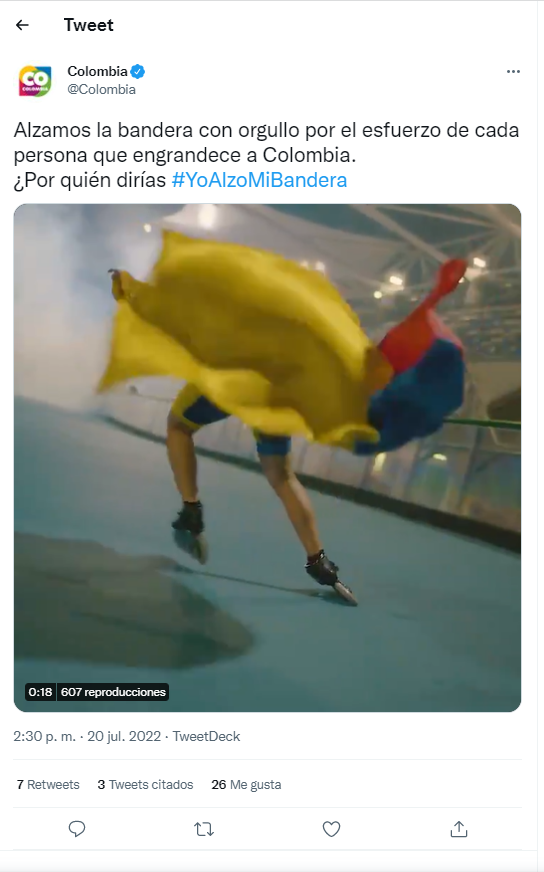 Tweet
CO
COLOMBIA
Colombia
@Colombia
Alzamos la bandera con orgullo por el esfuerzo de cada
persona que engrandece a Colombia.
¿Por quién dirías #YoAlzoMiBandera
0:18 607 reproducciones
2:30 p. m. · 20 jul. 2022 · TweetDeck
7 Retweets 3 Tweets citados 26 Me gusta